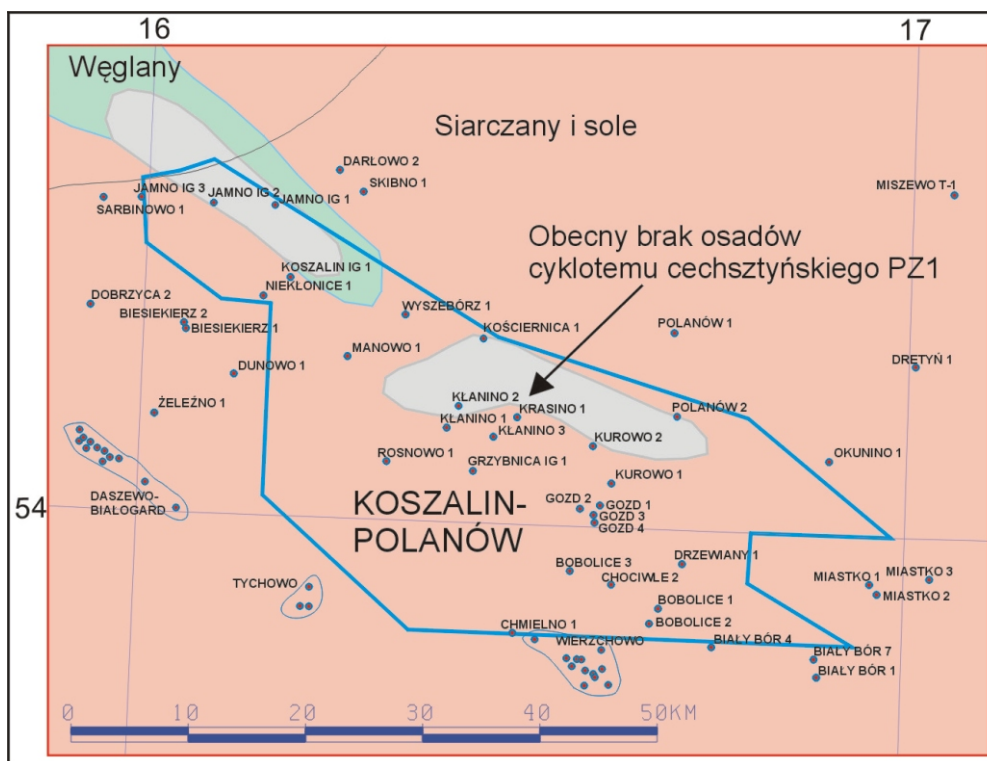 16
17
Węglany
Siarczany i sole
DARŁOWO 2
SKIBNO 1
MISZEWO T-1
JAMNO IG 3
JAMNO IG 2
JAMNO IG 1
SARBINOWO 1
Obecny brak osadów
cyklotemu cechsztyńskiego PZ1
KOSZALIN IG 1
NIEKŁONICE 1
DOBRZYCA 2
BIESIEKIERZ 2
BIESIEKIERZ 1
WYSZEBÓRZ 1
KOŚCIERNICA 1
POLANÓW 1
MANOWO 1
DRETYŃ 1
DUNOWO 1
ŻELEŹNO 1
KŁANINO 2
KRASINO 1
POLANÓW 2
KŁANINO 1
KŁANINO 3
KUROWO 2
ROSNOWO 1
GRZYBNICA IG 1
OKUNINO 1
KUROWO 1
DASZEWO-
BIAŁOGARD
54
KOSZALIN-
POLANÓW
GOZD 2
GOZD 1
GOZD 3
GOZD 4
BOBOLICE 3
DRZEWIANY 1
CHOCIWLE 2
MIASTKO 1
MIASTKO 3
MIASTKO 2
TYCHOWO
BOBOLICE 1
BOBOLICE 2
CHMIELNO 1
WIERZCHOWO
BIAŁY BÓR 4
BIAŁY BÓR 7
BIAŁY BÓR 1
0 10 20 30 40 50KM